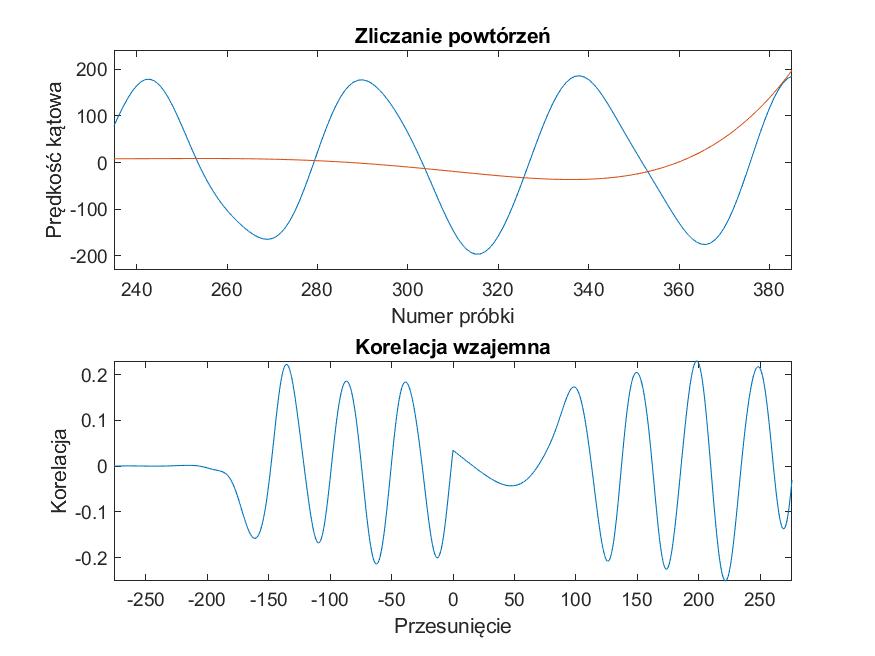 Zliczanie powtórzeń
200
100
0
-100
-200
Prędkość kątowa
240 260 280 300 320 340 360 380
Numer próbki
Korelacja wzajemna
0.2
0.1
0
-0.1
-0.2
Korelacja
-250 -200 -150 -100 -50 0 50 100 150 200 250
Przesunięcie